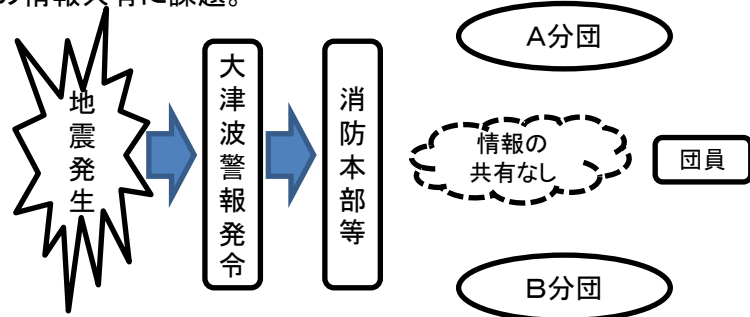 情報共有に課題。
地震発生
大津波警報発令
消防本部等
A分団
情報の
共有なし
団員
B分団